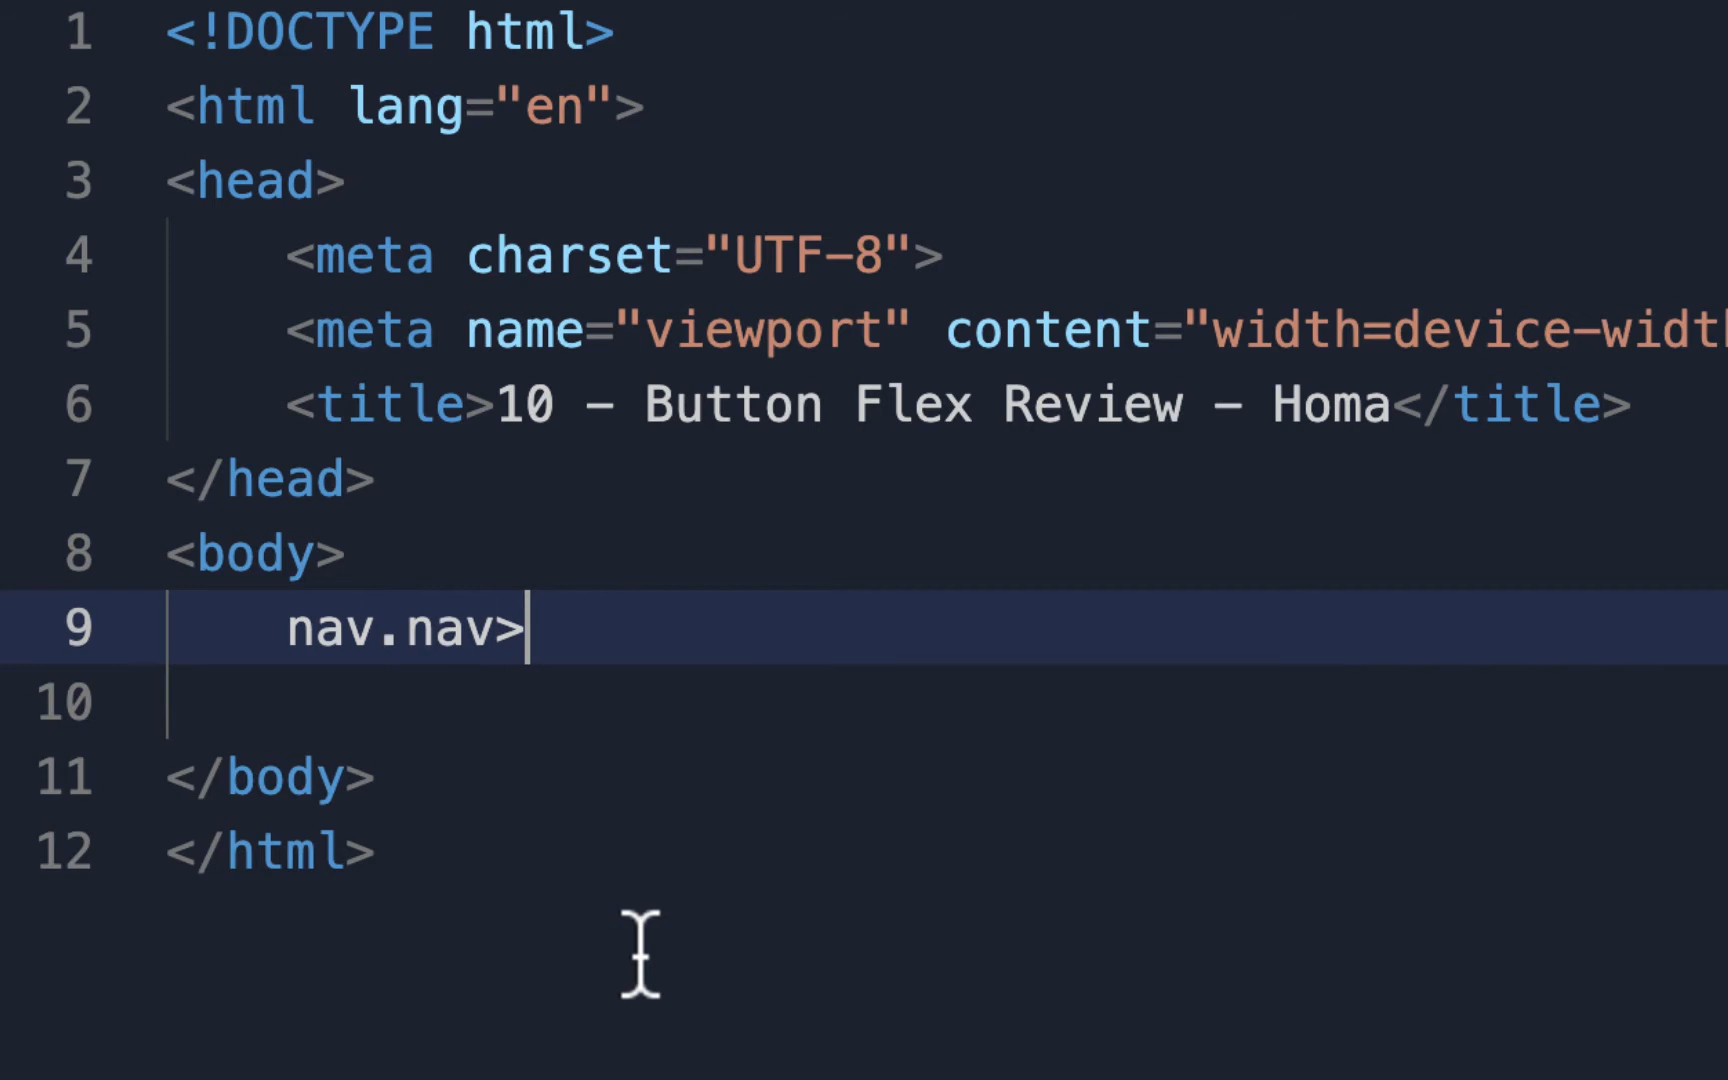 1 <!DOCTYPE html>
2 <html lang="en">
3 <head>
4 <meta charset="UTF-8">
5 <meta name="viewport" content="width=device-widt
6 <title>10 – Button Flex Review – Homa</title>
7 </head>
8 <body>
9 nav.nav>
10
11 </body>
12 </html>